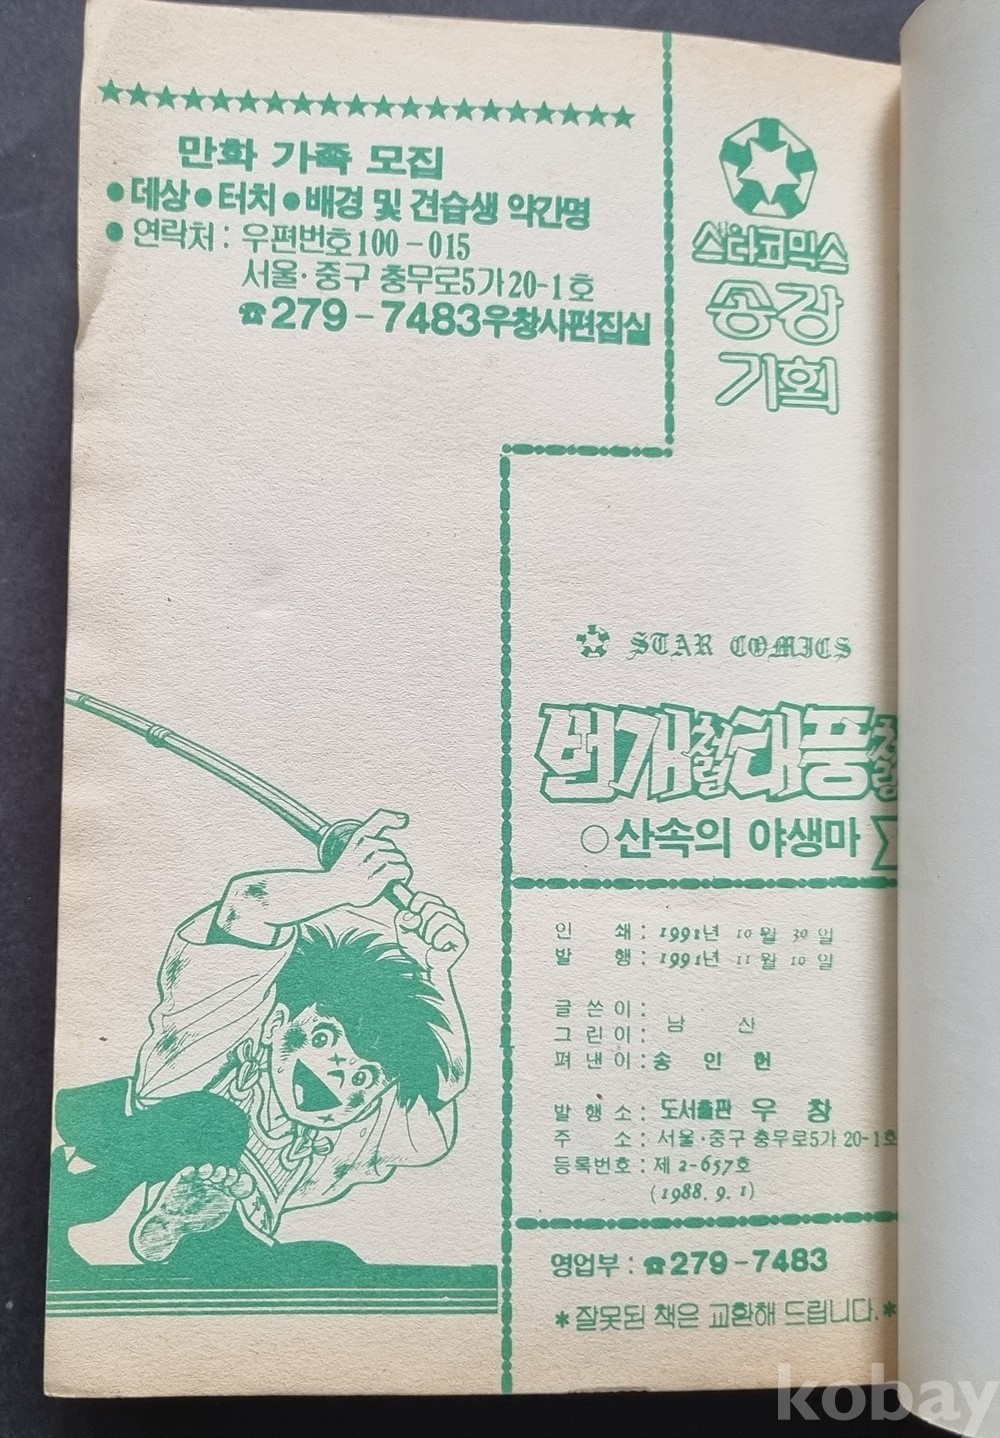 만화 가족 모집
●데상●터치●배경 및 견습생 약간명
●연락처: 우편번호100-015
서울·중구 충무로5가20-1호
☎279-7483우창사편집실
스타코믹스
송강
기획
STAR COMICS
번개철태풍
○산속의 야생마
인 쇄: 1991년 10월 30일
발 행: 1991년 11월 10일
글쓴이:
그린이: 남 산
펴낸이: 송 인 헌
발행소: 도서출판 우 창
주 소: 서울·중구 충무로5가 20-1호
등록번호: 제 2-657호
(1988. 9. 1)
영업부: ☎279-7483
*잘못된 책은 교환해 드립니다.*
kobay